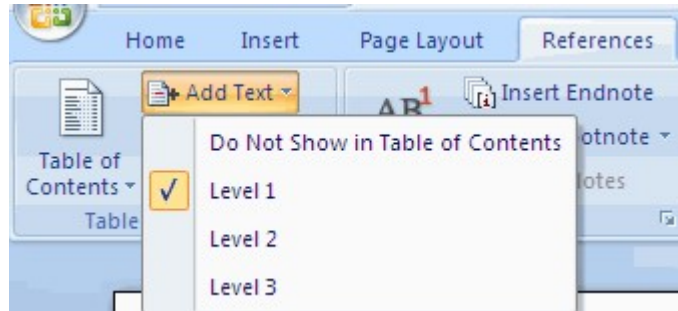 Home Insert Page Layout References
Add Text
AB1 Insert Endnote
Do Not Show in Table of Contents
otnote
Table of
Contents
Level 1
otes
Table
Level 2
Level 3